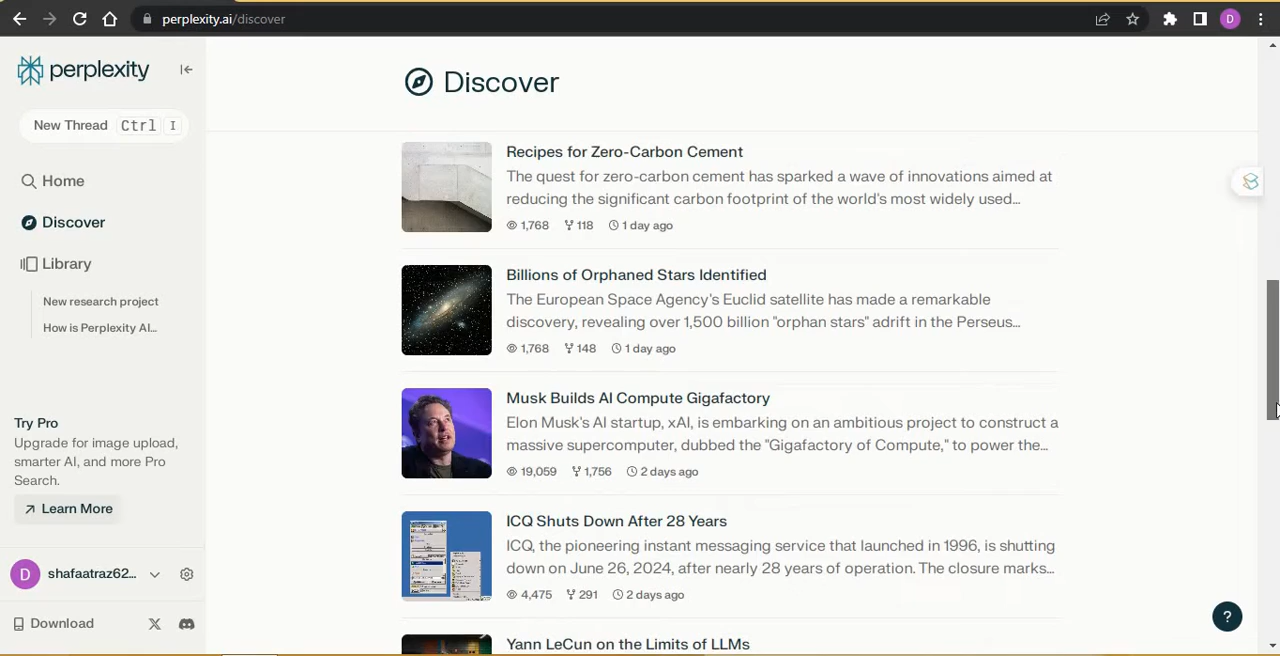 perplexity.ai/discover
D
perplexity
New Thread Ctrl I
Home
Discover
Library
New research project
How is Perplexity AI...
Try Pro
Upgrade for image upload,
smarter AI, and more Pro
Search.
Learn More
D shafaatraz62...
Download
Discover
Recipes for Zero-Carbon Cement
The quest for zero-carbon cement has sparked a wave of innovations aimed at
reducing the significant carbon footprint of the world's most widely used...
1,768 118 1 day ago
Billions of Orphaned Stars Identified
The European Space Agency's Euclid satellite has made a remarkable
discovery, revealing over 1,500 billion "orphan stars" adrift in the Perseus...
1,768 148 1 day ago
Musk Builds AI Compute Gigafactory
Elon Musk's AI startup, xAI, is embarking on an ambitious project to construct a
massive supercomputer, dubbed the "Gigafactory of Compute," to power the...
19,059 1,756 2 days ago
ICQ Shuts Down After 28 Years
ICQ, the pioneering instant messaging service that launched in 1996, is shutting
down on June 26, 2024, after nearly 28 years of operation. The closure marks...
4,475 291 2 days ago
Yann LeCun on the Limits of LLMs
?